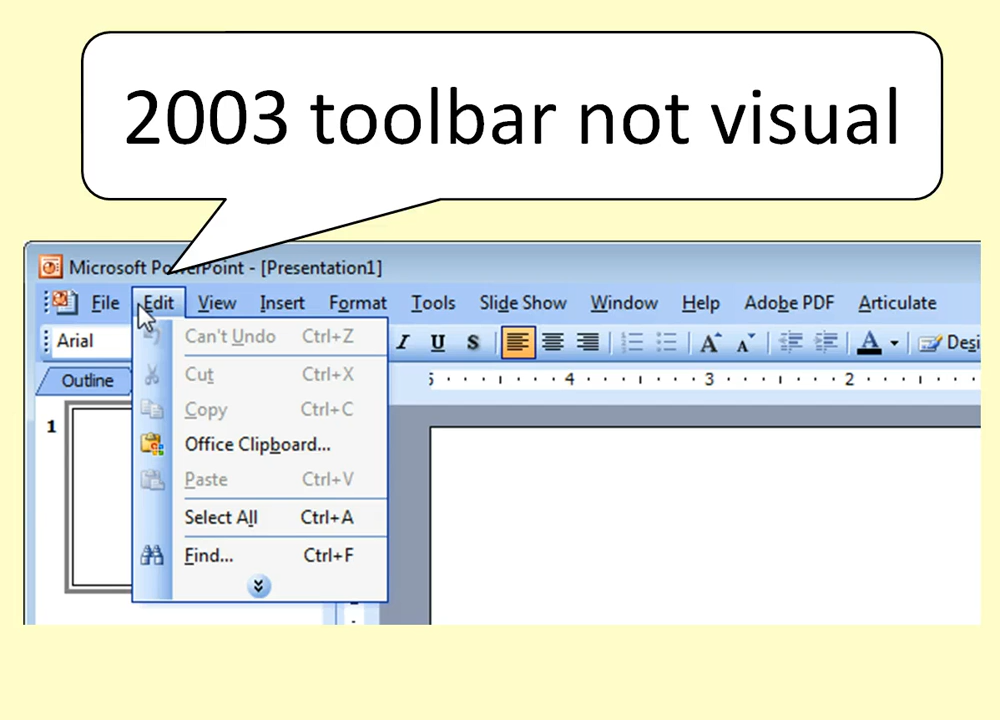 2003 toolbar not visual
Microsoft PowerPoint - [Presentation1]
File Edit View Insert Format Tools Slide Show Window Help Adobe PDF Articulate
Arial I U S A A A
Outline 4 3 2
Can't Undo Ctrl+Z
Cut Ctrl+X
Copy Ctrl+C
1
Office Clipboard...
Paste Ctrl+V
Select All Ctrl+A
Find... Ctrl+F